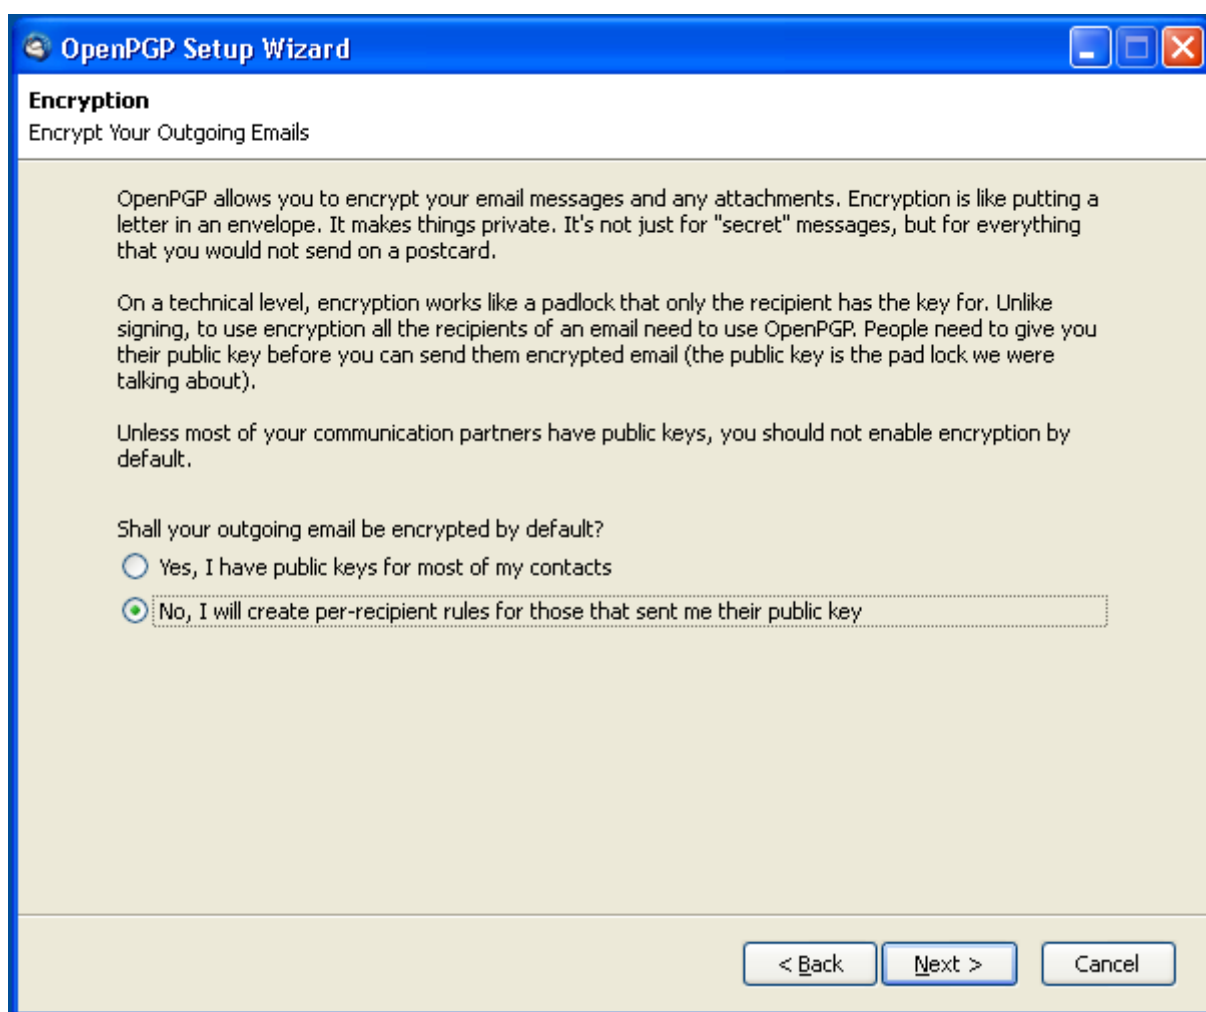 OpenPGP Setup Wizard
Encryption
Encrypt Your Outgoing Emails
OpenPGP allows you to encrypt your email messages and any attachments. Encryption is like putting a
letter in an envelope. It makes things private. It's not just for "secret" messages, but for everything
that you would not send on a postcard.
On a technical level, encryption works like a padlock that only the recipient has the key for. Unlike
signing, to use encryption all the recipients of an email need to use OpenPGP. People need to give you
their public key before you can send them encrypted email (the public key is the pad lock we were
talking about).
Unless most of your communication partners have public keys, you should not enable encryption by
default.
Shall your outgoing email be encrypted by default?
Yes, I have public keys for most of my contacts
No, I will create per-recipient rules for those that sent me their public key
< Back Next > Cancel